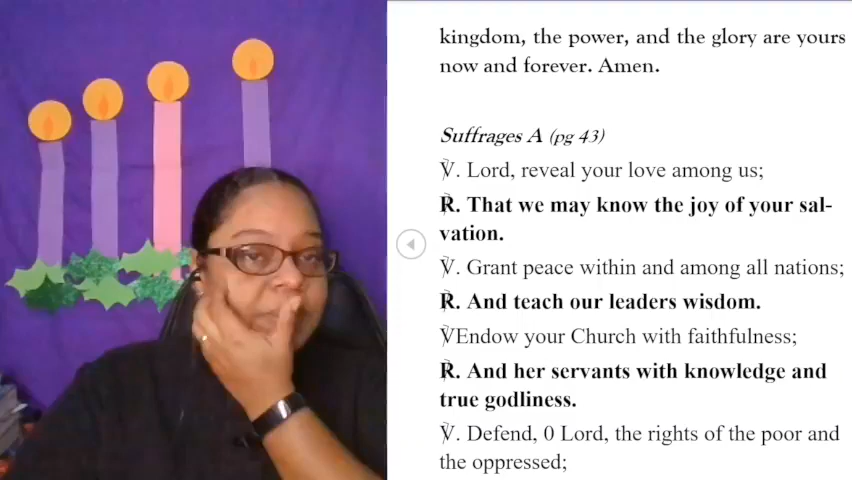 kingdom, the power, and the glory are yours
now and forever. Amen.
Suffrages A (pg 43)
℣. Lord, reveal your love among us;
℟. That we may know the joy of your sal-
vation.
℣. Grant peace within and among all nations;
℟. And teach our leaders wisdom.
℣Endow your Church with faithfulness;
℟. And her servants with knowledge and
true godliness.
℣. Defend, 0 Lord, the rights of the poor and
the oppressed;